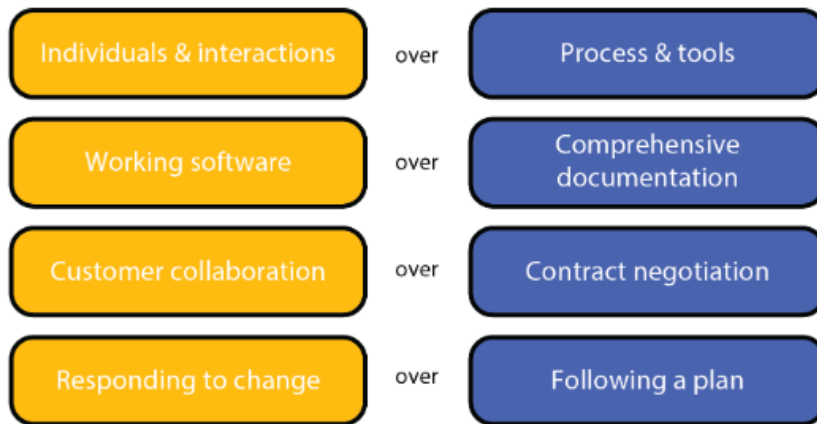 Individuals & interactions over Process & tools
Working software over Comprehensive
documentation
Customer collaboration over Contract negotiation
Responding to change over Following a plan